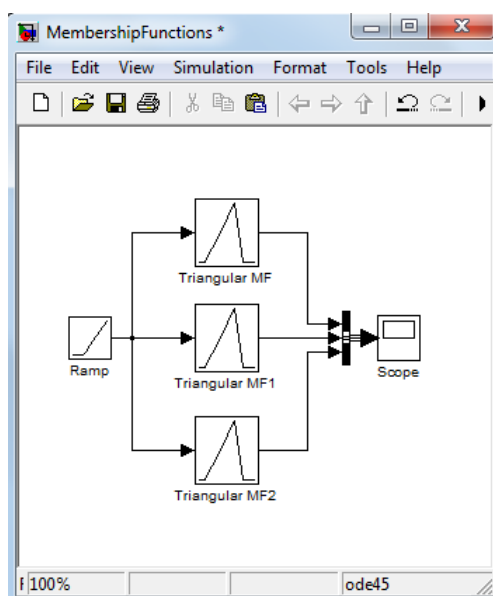 MembershipFunctions *
File Edit View Simulation Format Tools Help
Triangular MF
Ramp
Triangular MF1
Scope
Triangular MF2
100%
ode45